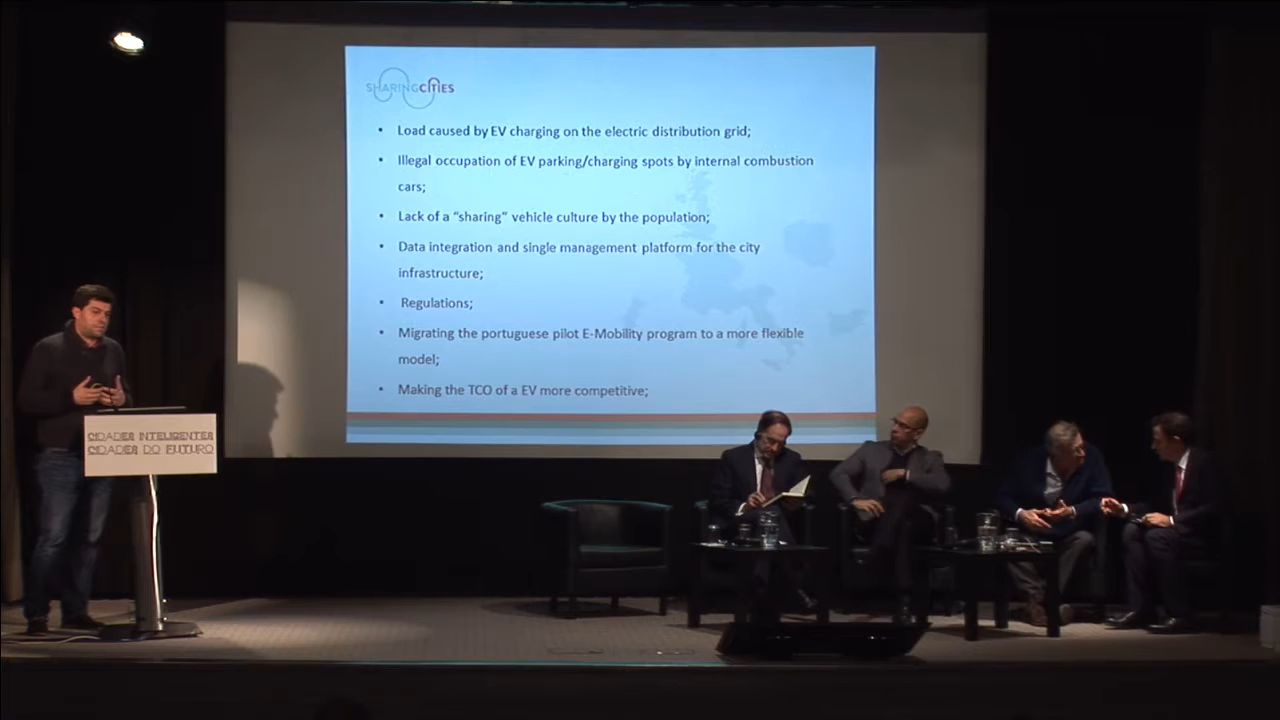 SHARINGCITIES
• Load caused by EV charging on the electric distribution grid;
• Illegal occupation of EV parking/charging spots by internal combustion
cars;
• Lack of a “sharing” vehicle culture by the population;
• Data integration and single management platform for the city
infrastructure;
• Regulations;
• Migrating the portuguese pilot E-Mobility program to a more flexible
model;
• Making the TCO of a EV more competitive;
CIDADES INTELIGENTES
CIDADES DO FUTURO